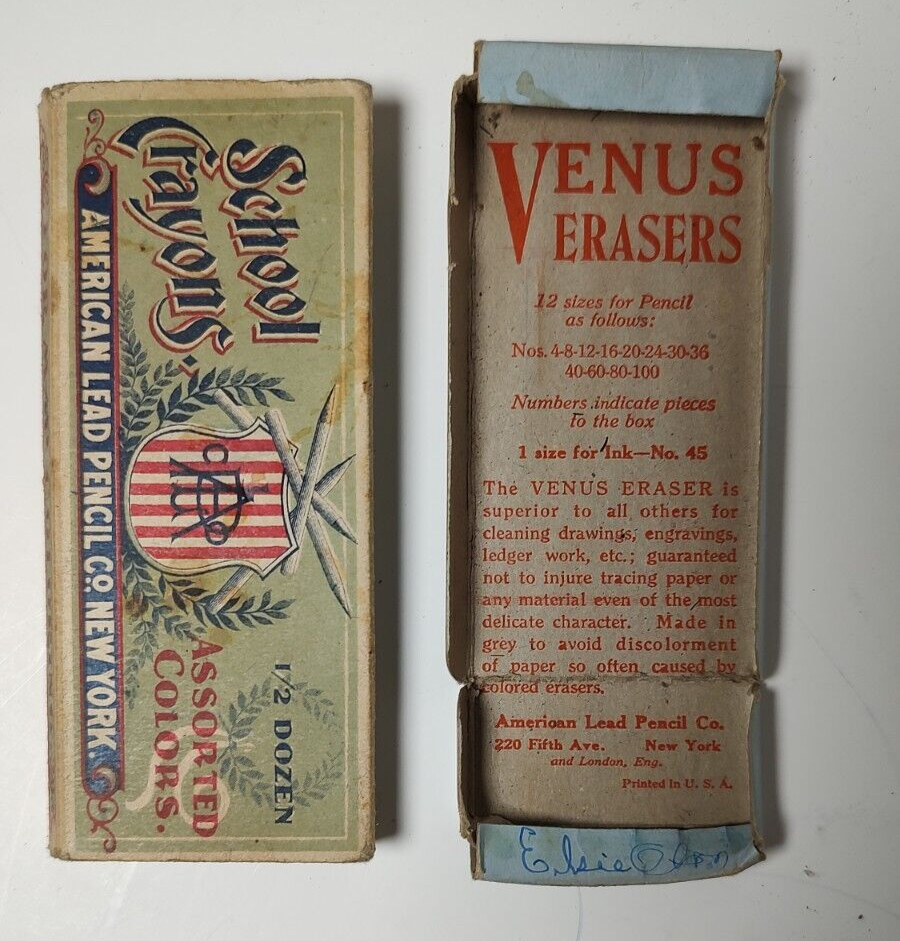 School
Crayons.
AMERICAN LEAD PENCIL CO. NEW YORK.
1/2 DOZEN
ASSORTED
COLORS.
VENUS
ERASERS
12 sizes for Pencil
as follows:
Nos. 4-8-12-16-20-24-30-36
40-60-80-100
Numbers indicate pieces
to the box
1 size for Ink—No. 45
The VENUS ERASER is
superior to all others for
cleaning drawings, engravings,
ledger work, etc.; guaranteed
not to injure tracing paper or
any material even of the most
delicate character. Made in
grey to avoid discolorment
of paper so often caused by
colored erasers.
American Lead Pencil Co.
220 Fifth Ave. New York
and London, Eng.
Printed in U. S. A.
Elsie Olson